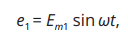 e₁ = Eₘ₁ sin ωt,